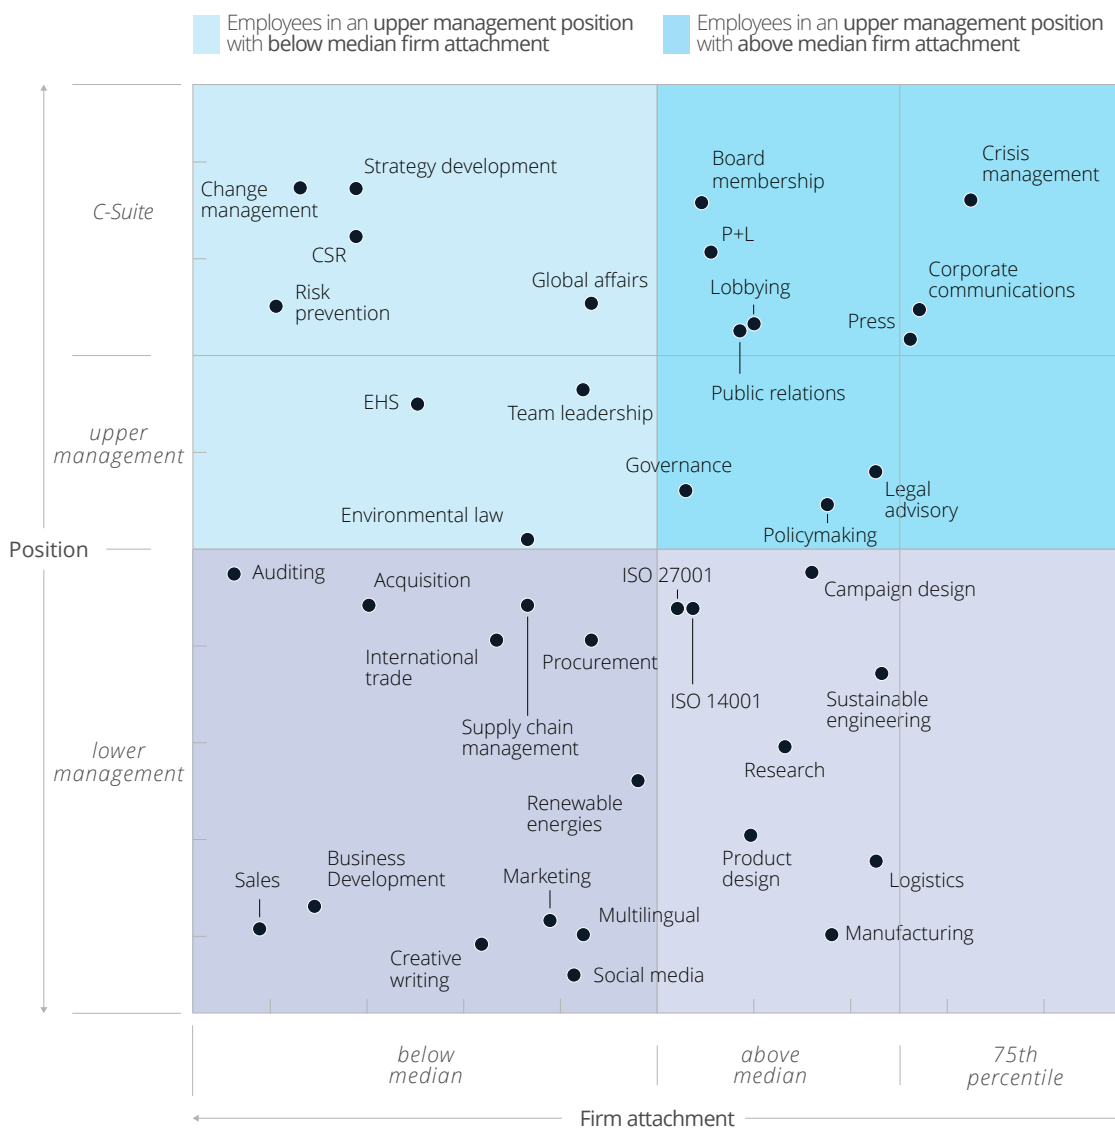 Employees in an upper management position
with below median firm attachment
Employees in an upper management position
with above median firm attachment
Strategy development
Change
management
CSR
Risk
prevention
Global affairs
Board
membership
P+L
Lobbying
Crisis
management
Corporate
communications
Press
Public relations
C-Suite
EHS
Team leadership
Governance
Legal
advisory
Policymaking
Environmental law
upper
management
Position
Auditing
Acquisition
International
trade
Procurement
Supply chain
management
ISO 27001
ISO 14001
Campaign design
Sustainable
engineering
Research
Renewable
energies
lower
management
Product
design
Logistics
Manufacturing
Sales
Business
Development
Marketing
Multilingual
Creative
writing
Social media
below
median
above
median
75th
percentile
Firm attachment